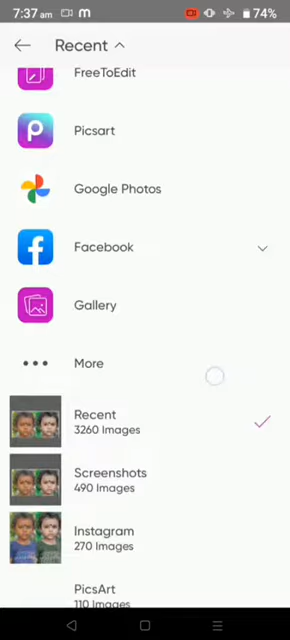 7:37 am m 74%
Recent
FreeToEdit
Picsart
Google Photos
Facebook
Gallery
More
Recent
3260 Images
Screenshots
490 Images
Instagram
270 Images
PicsArt
110 Images